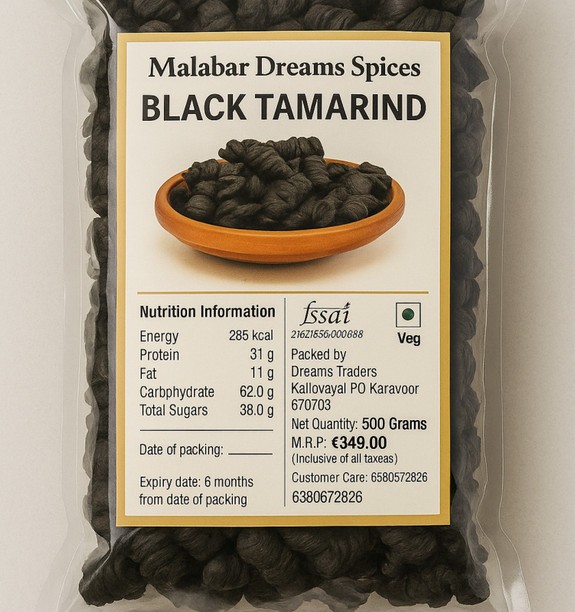 Malabar Dreams Spices
BLACK TAMARIND
Nutrition Information
Energy 285 kcal
Protein 31 g
Fat 11 g
Carbphydrate 62.0 g
Total Sugars 38.0 g
Date of packing:
Expiry date: 6 months
from date of packing
fssai
Veg
Packed by
Dreams Traders
Kallovayal PO Karavoor
670703
Net Quantity: 500 Grams
M.R.P: €349.00
(Inclusive of all taxeas)
Customer Care: 6580572826
6380672826